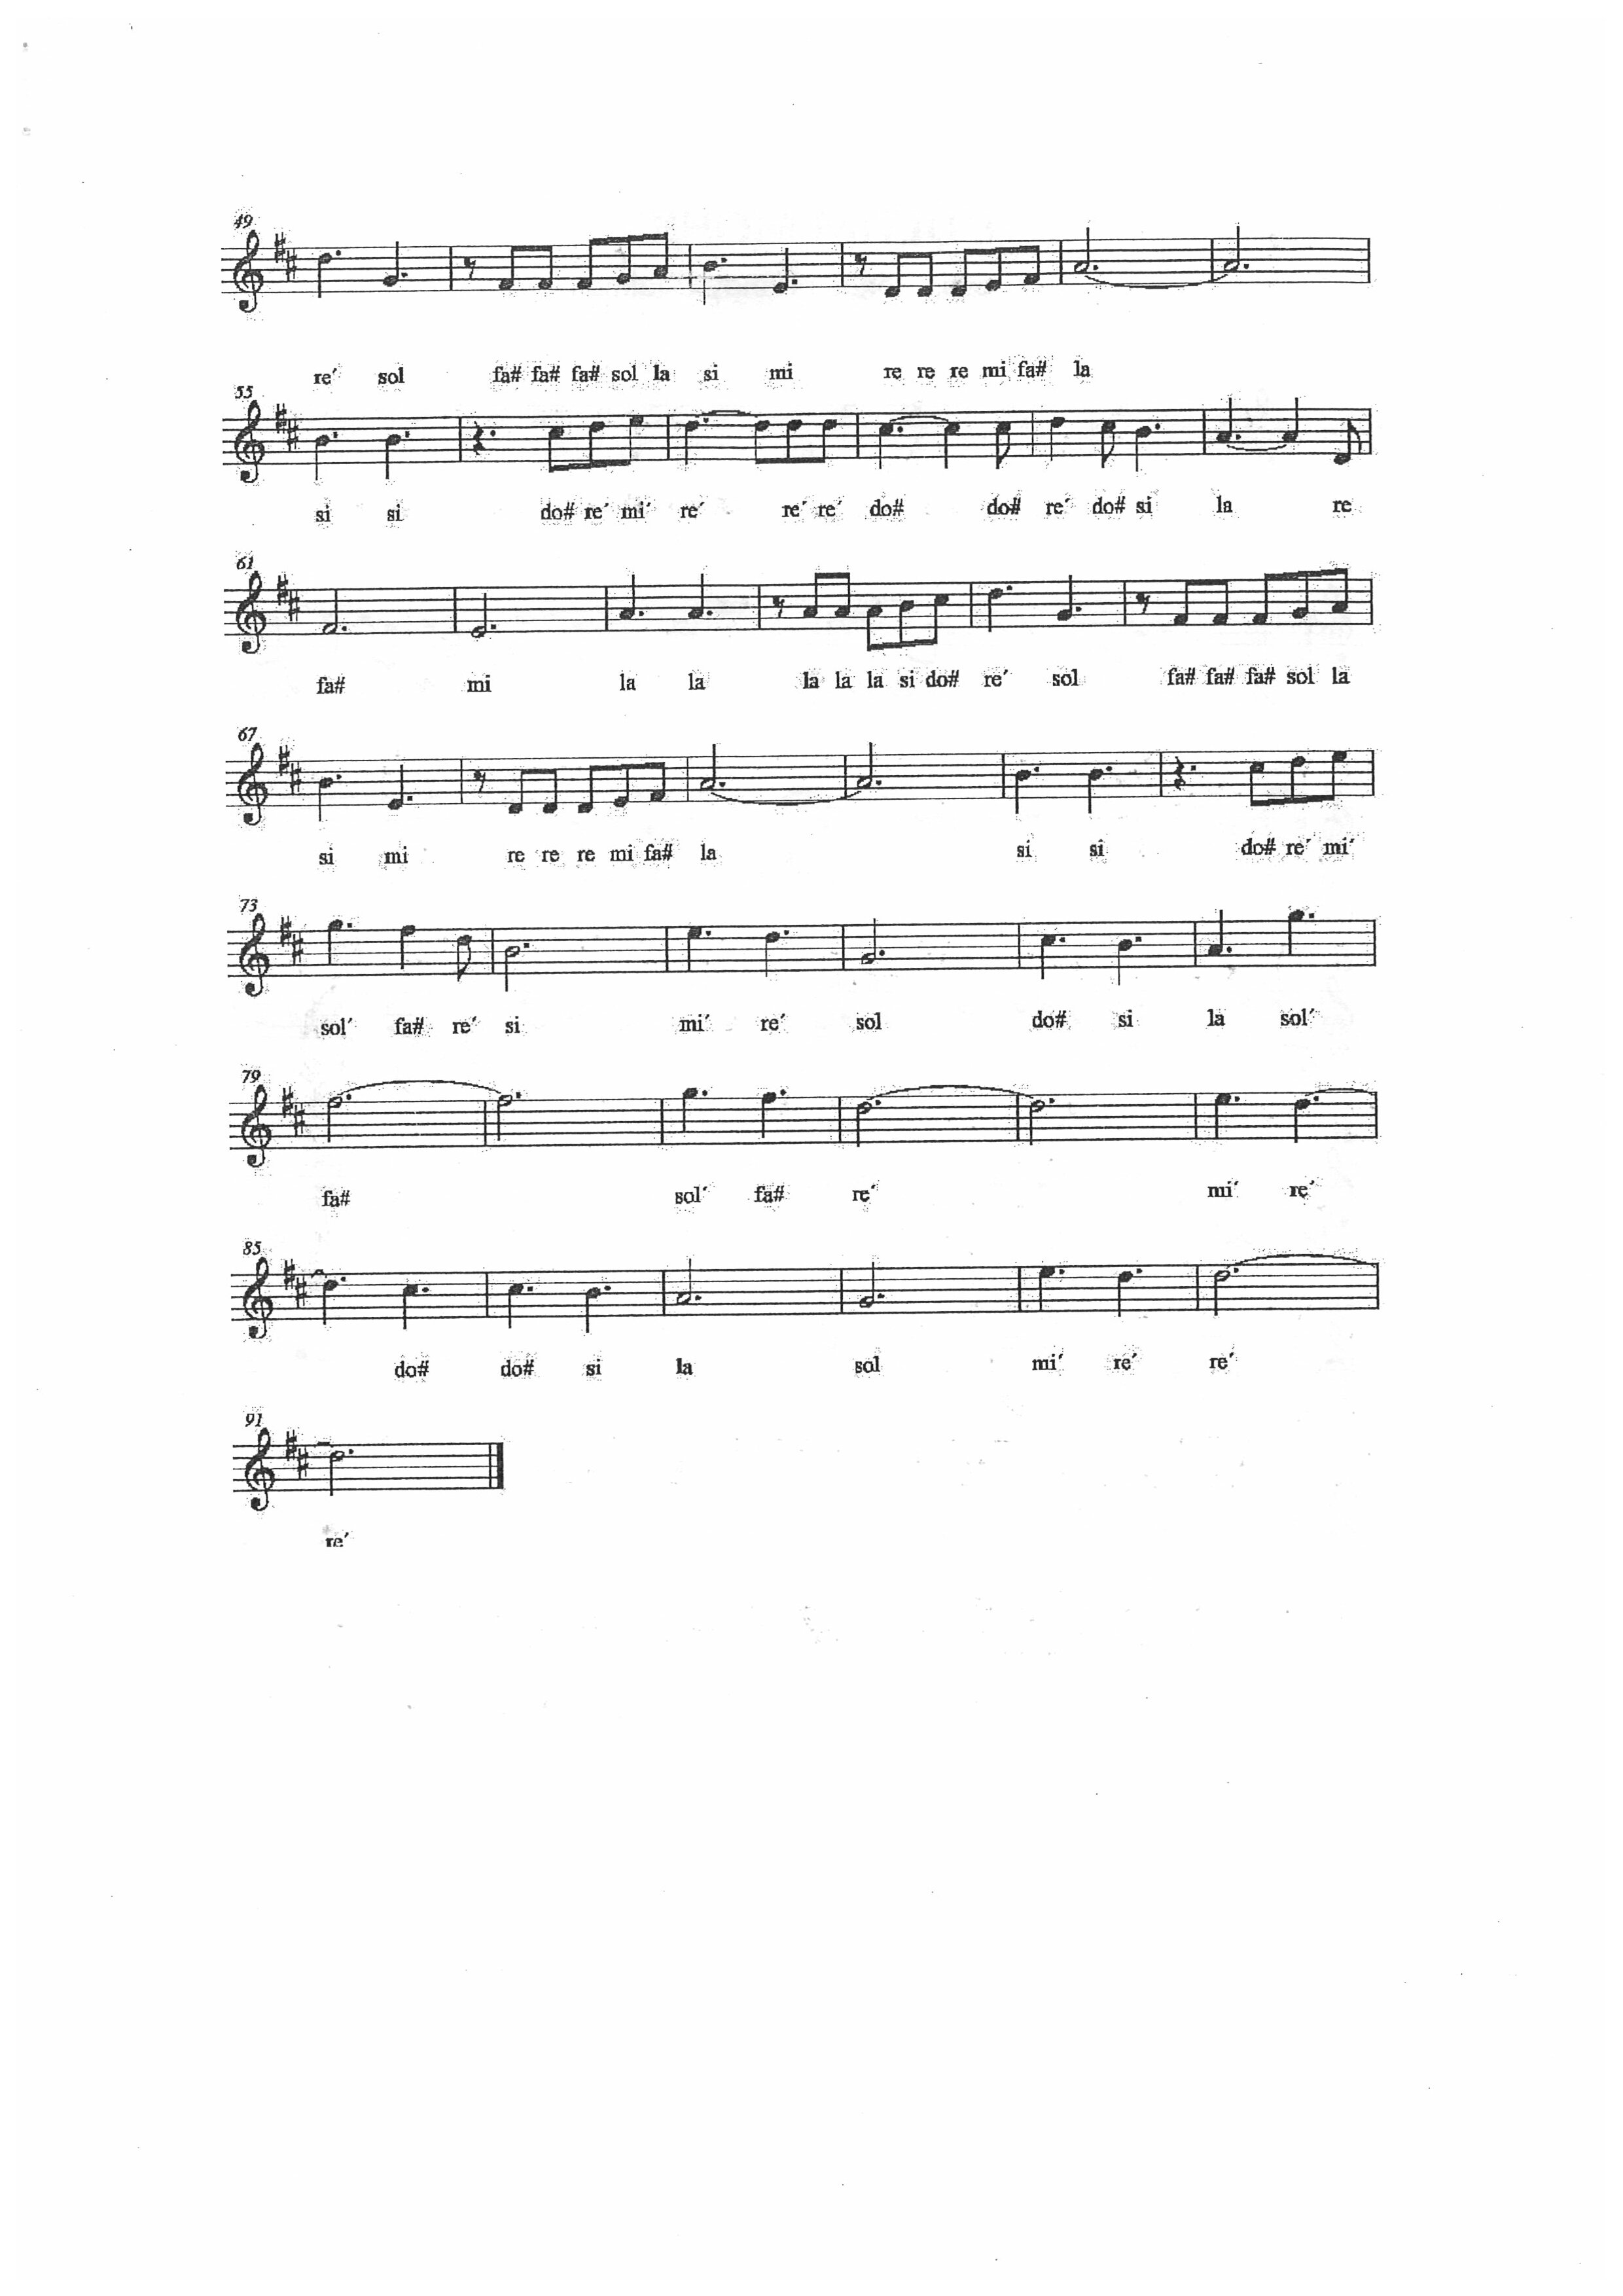 49
re´ sol fa# fa# fa# sol la si mi re re re mi fa# la
55
si si do# re´ mi´ re´ re´ re´ do# do# re´ do# si la re
61
fa# mi la la la la la si do# re´ sol fa# fa# fa# sol la
67
si mi re re re mi fa# la si si do# re´ mi´
73
sol´ fa# re´ si mi´ re´ sol do# si la sol´
79
fa# sol´ fa# re´ mi´ re´
85
do# do# si la sol mi´ re´ re´
91
re´